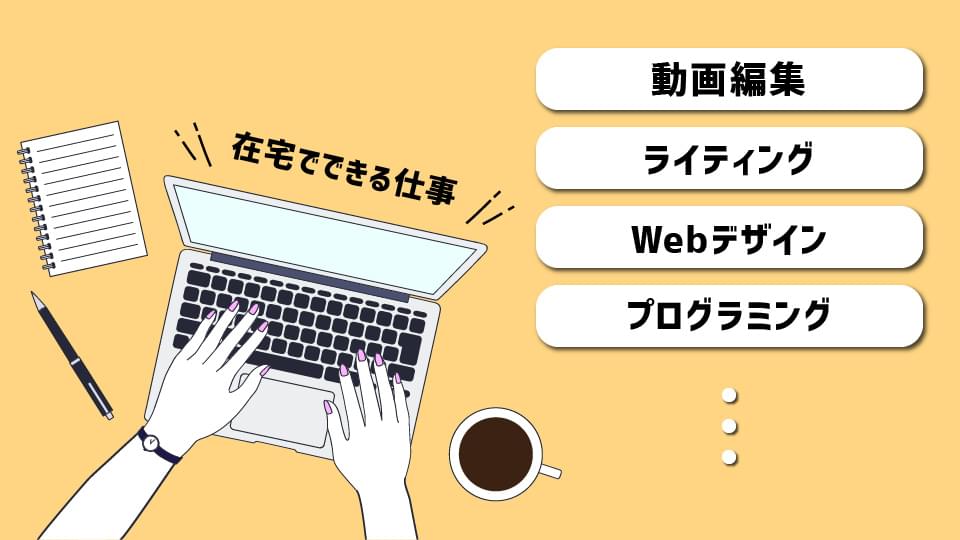 在宅でできる仕事
動画編集
ライティング
Webデザイン
プログラミング